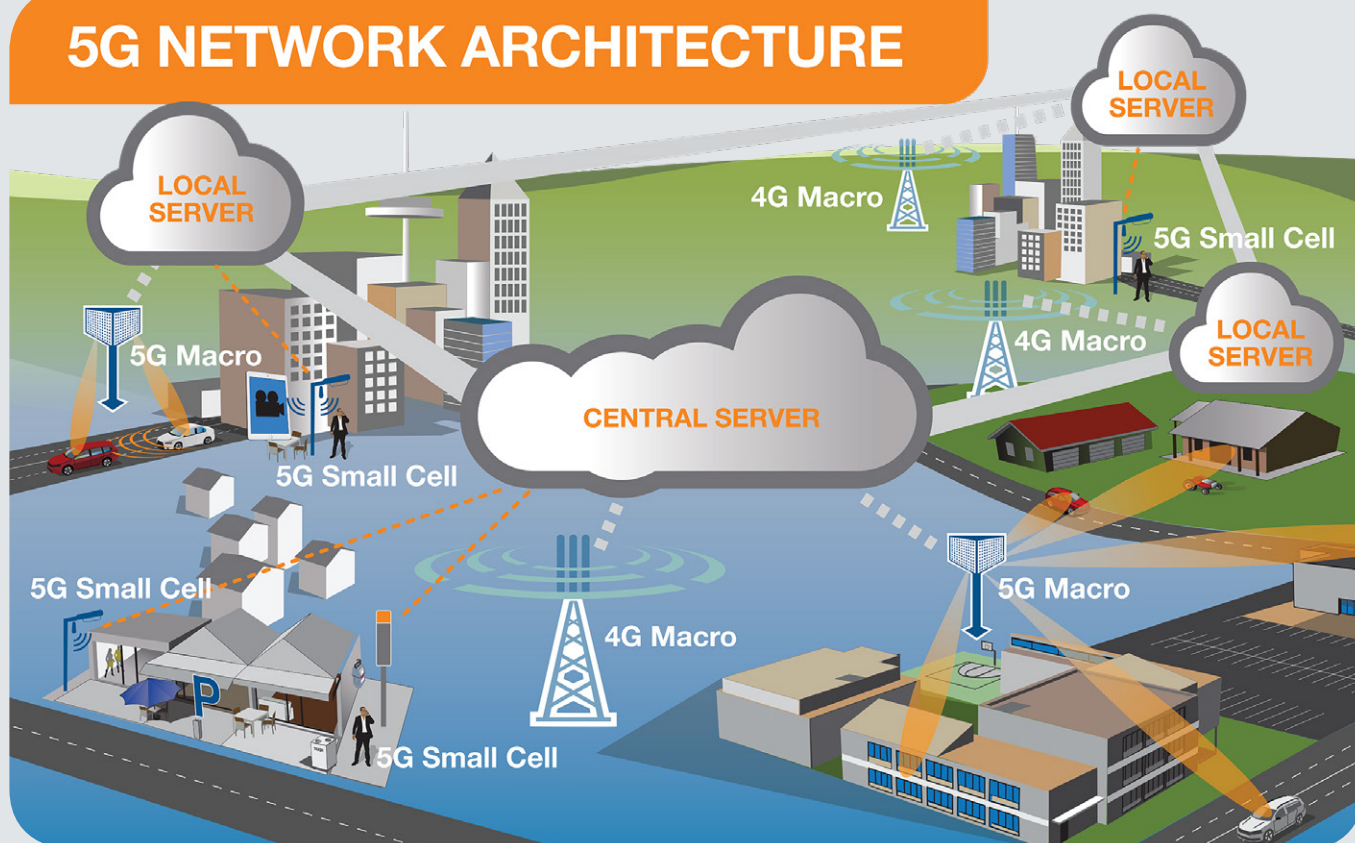 5G NETWORK ARCHITECTURE
LOCAL
SERVER
LOCAL
SERVER
4G Macro
5G Small Cell
5G Macro
4G Macro
LOCAL
SERVER
CENTRAL SERVER
5G Small Cell
5G Small Cell
4G Macro
5G Macro
P
5G Small Cell